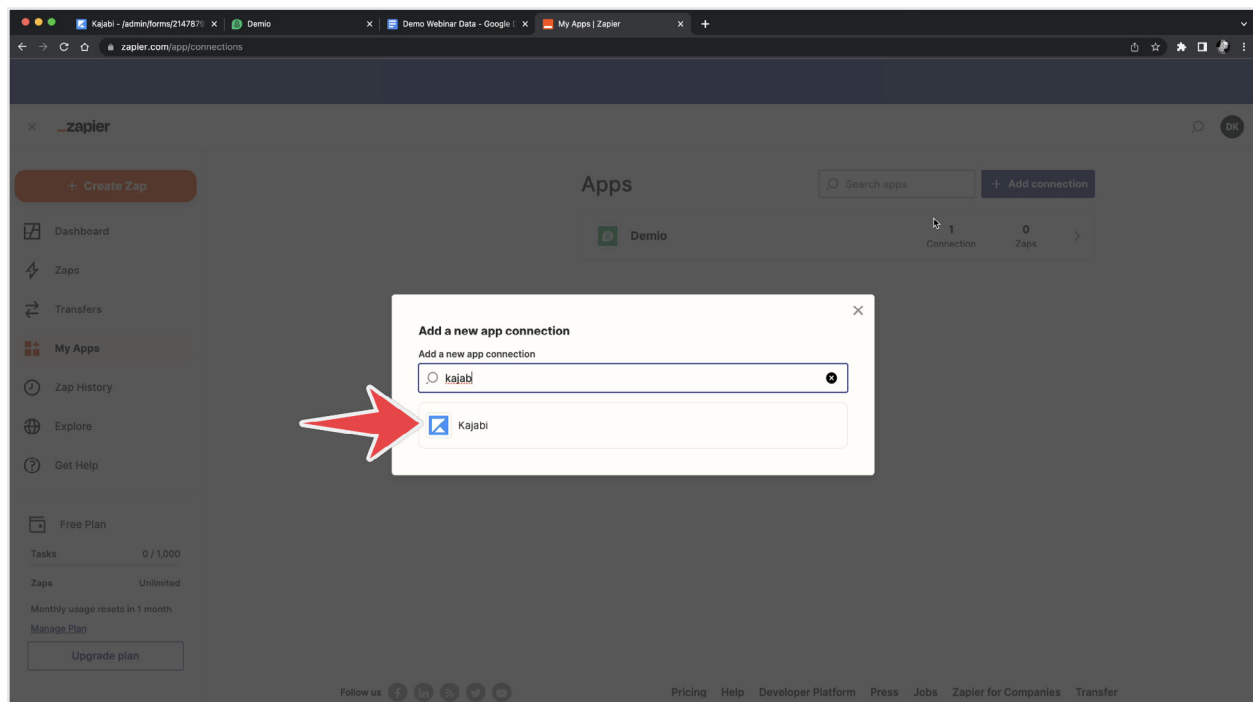 Kajabi - /admin/forms/2147879
Demio
Demo Webinar Data - Google D
My Apps | Zapier
zapier.com/app/connections
zapier
DK
+ Create Zap
Apps
Search apps
+ Add connection
Dashboard
Demio
1
Connection
0
Zaps
Zaps
Transfers
My Apps
Zap History
Explore
Get Help
Add a new app connection
Add a new app connection
kajab
Kajabi
Free Plan
Tasks 0 / 1,000
Zaps Unlimited
Monthly usage resets in 1 month
Manage Plan
Upgrade plan
Follow us
Pricing Help Developer Platform Press Jobs Zapier for Companies Transfer